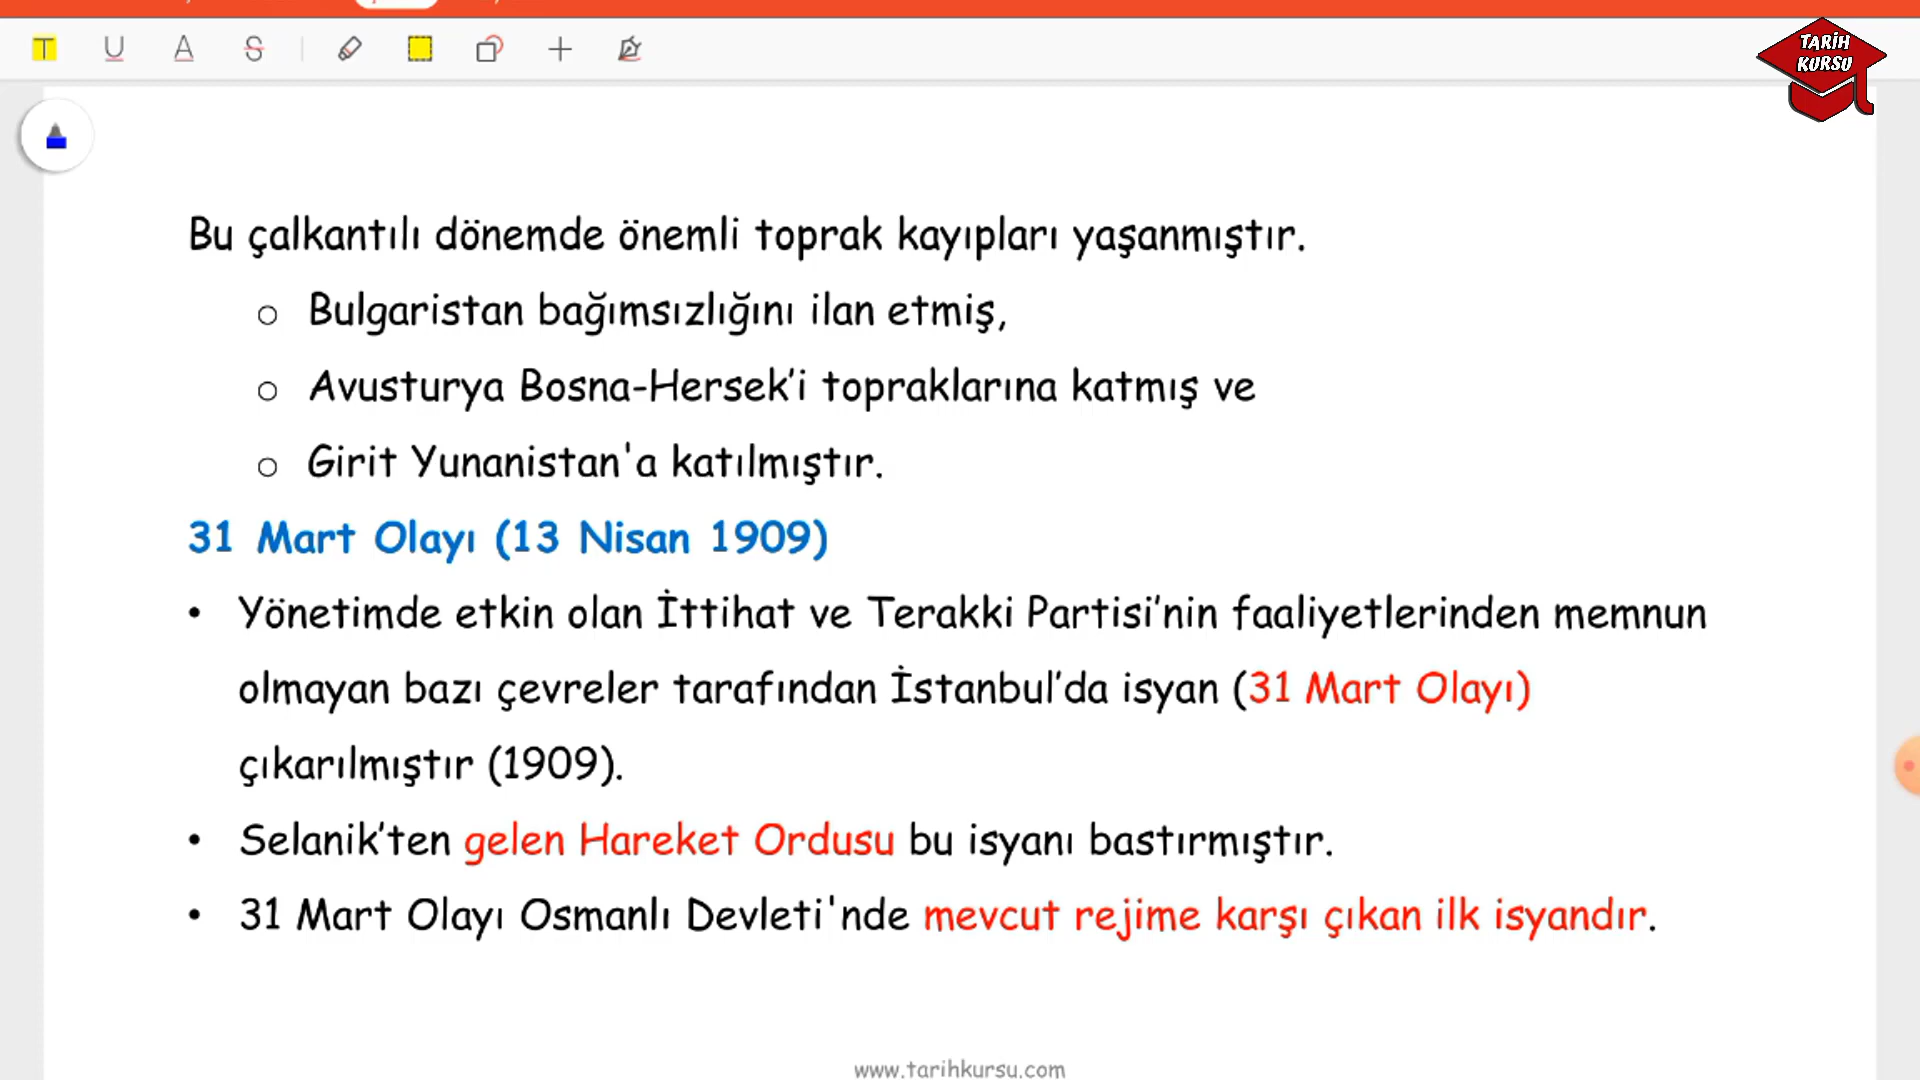 TARİH
KURSU
Bu çalkantılı dönemde önemli toprak kayıpları yaşanmıştır.
o Bulgaristan bağımsızlığını ilan etmiş,
o Avusturya Bosna-Hersek’i topraklarına katmış ve
o Girit Yunanistan'a katılmıştır.
31 Mart Olayı (13 Nisan 1909)
• Yönetimde etkin olan İttihat ve Terakki Partisi’nin faaliyetlerinden memnun
olmayan bazı çevreler tarafından İstanbul’da isyan (31 Mart Olayı)
çıkarılmıştır (1909).
• Selanik’ten gelen Hareket Ordusu bu isyanı bastırmıştır.
• 31 Mart Olayı Osmanlı Devleti'nde mevcut rejime karşı çıkan ilk isyandır.
www.tarihkursu.com